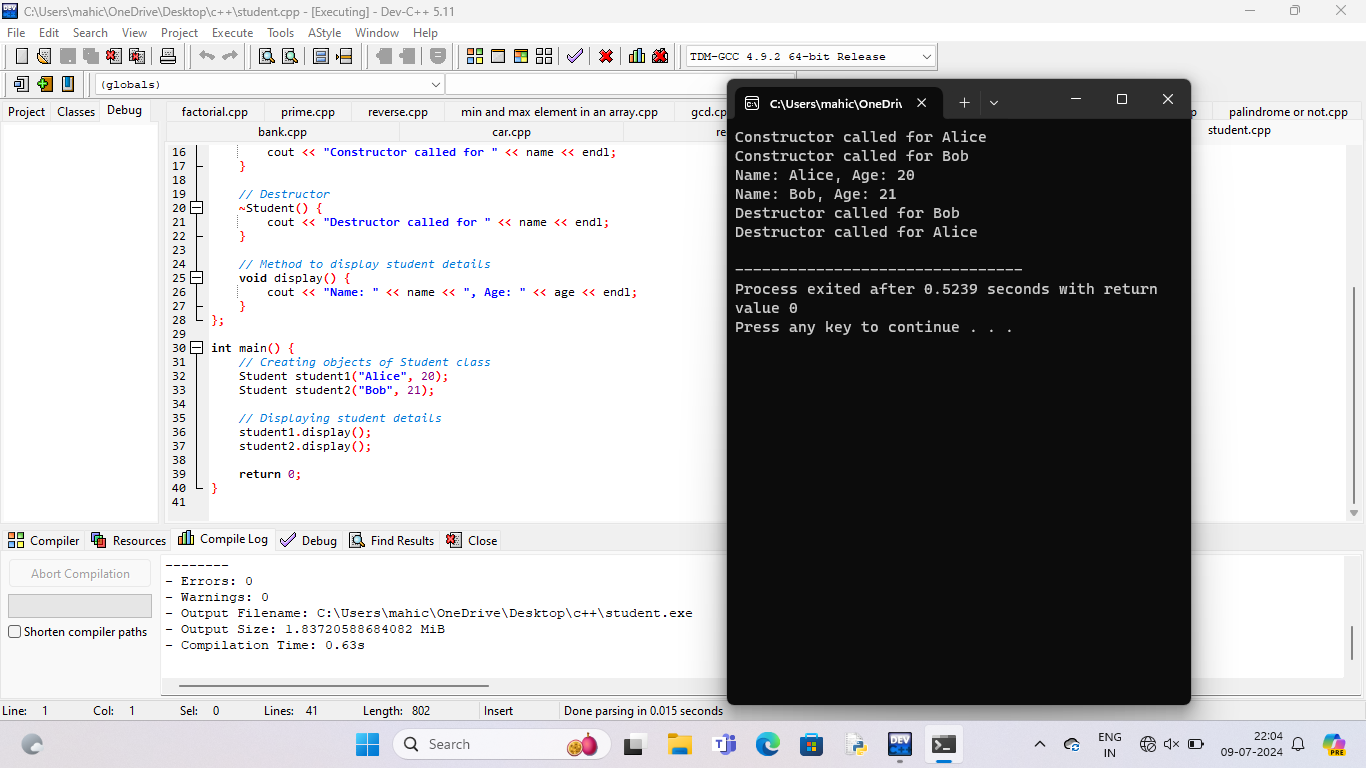 C:\Users\mahic\OneDrive\Desktop\c++\student.cpp - [Executing] - Dev-C++ 5.11
File Edit Search View Project Execute Tools AStyle Window Help
TDM-GCC 4.9.2 64-bit Release
(globals)
Project Classes Debug
factorial.cpp prime.cpp reverse.cpp min and max element in an array.cpp gcd.cp p palindrome or not.cpp
bank.cpp car.cpp re student.cpp
16 cout << "Constructor called for " << name << endl;
17 }
18
19 // Destructor
20 ~Student() {
21 cout << "Destructor called for " << name << endl;
22 }
23
24 // Method to display student details
25 void display() {
26 cout << "Name: " << name << ", Age: " << age << endl;
27 }
28 };
29
30 int main() {
31 // Creating objects of Student class
32 Student student1("Alice", 20);
33 Student student2("Bob", 21);
34
35 // Displaying student details
36 student1.display();
37 student2.display();
38
39 return 0;
40 }
41
C:\Users\mahic\OneDriv
Constructor called for Alice
Constructor called for Bob
Name: Alice, Age: 20
Name: Bob, Age: 21
Destructor called for Bob
Destructor called for Alice
--------------------------------
Process exited after 0.5239 seconds with return
value 0
Press any key to continue . . .
Compiler Resources Compile Log Debug Find Results Close
Abort Compilation
Shorten compiler paths
--------
- Errors: 0
- Warnings: 0
- Output Filename: C:\Users\mahic\OneDrive\Desktop\c++\student.exe
- Output Size: 1.83720588684082 MiB
- Compilation Time: 0.63s
Line: 1 Col: 1 Sel: 0 Lines: 41 Length: 802 Insert Done parsing in 0.015 seconds
Search
DEV
ENG
IN
22:04
09-07-2024
PRE